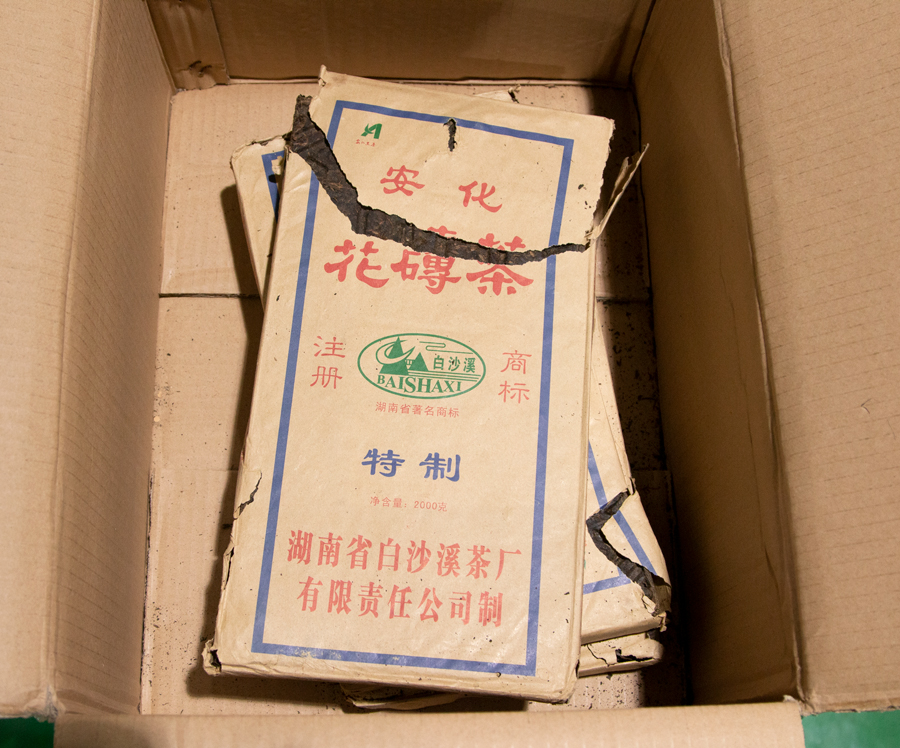 安化
花磚茶
注册
商标
白沙溪
BAISHAXI
湖南省著名商标
特制
净含量：2000克
湖南省白沙溪茶厂
有限责任公司制